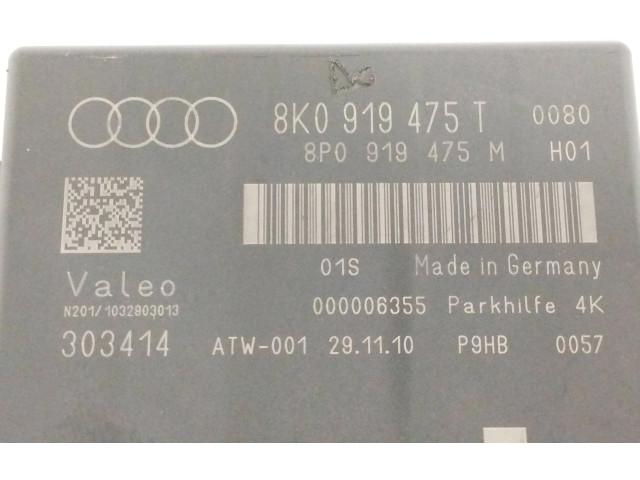 8K0 919 475 T 0080
8P0 919 475 M H01
01S Made in Germany
Valeo
N201/1032803013
000006355 Parkhilfe 4K
303414 ATW-001 29.11.10 P9HB 0057